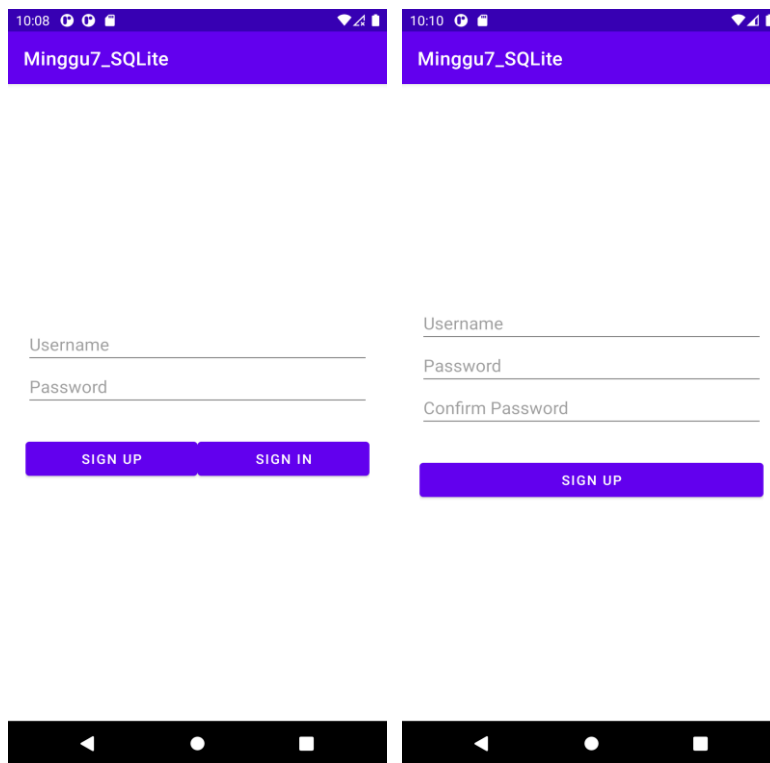 10:08
Minggu7_SQLite
Username
Password
SIGN UP SIGN IN
10:10
Minggu7_SQLite
Username
Password
Confirm Password
SIGN UP